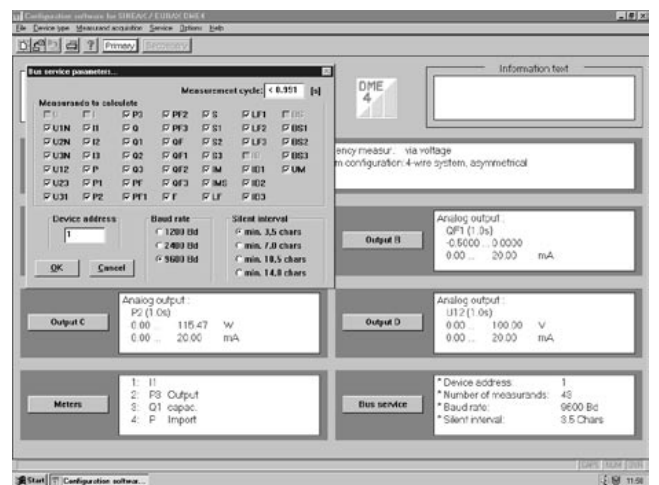 Configuration software for SINEAX / EURAX DME 4
File Device type Measurand acquisition Service Options Help
Primary Secondary
Bus service parameters...
Measurement cycle: < 0.991 [s]
Measurands to calculate
U I P3 PF2 S LF1 BS
U1N I1 Q PF3 S1 LF2 BS1
U2N I2 Q1 QF S2 LF3 BS2
U3N I3 Q2 QF1 S3 BS3
U12 P Q3 QF2 IM ID1 UM
U23 P1 PF QF3 IMS ID2
U31 P2 PF1 F LF ID3
Device address
1
Baud rate
1200 Bd
2400 Bd
9600 Bd
Silent interval
min. 3,5 chars
min. 7,0 chars
min. 10,5 chars
min. 14,0 chars
OK Cancel
DME
4
Information text
ency measur. via voltage
m configuration: 4-wire system, asymmetrical
Output B
Analog output :
QF1 (1.0s)
-0.5000 ... 0.0000
0.00 ... 20.00 mA
Output C
Analog output :
P2 (1.0s)
0.00 ... 115.47 W
0.00 ... 20.00 mA
Output D
Analog output :
U12 (1.0s)
0.00 ... 100.00 V
0.00 ... 20.00 mA
Meters
1: I1
2: P3 Output
3: Q1 capac.
4: P Import
Bus service
* Device address: 1
* Number of measurands: 43
* Baud rate: 9600 Bd
* Silent interval: 3.5 Chars
CAPS NUM
Start Configuration softwar... 11:50